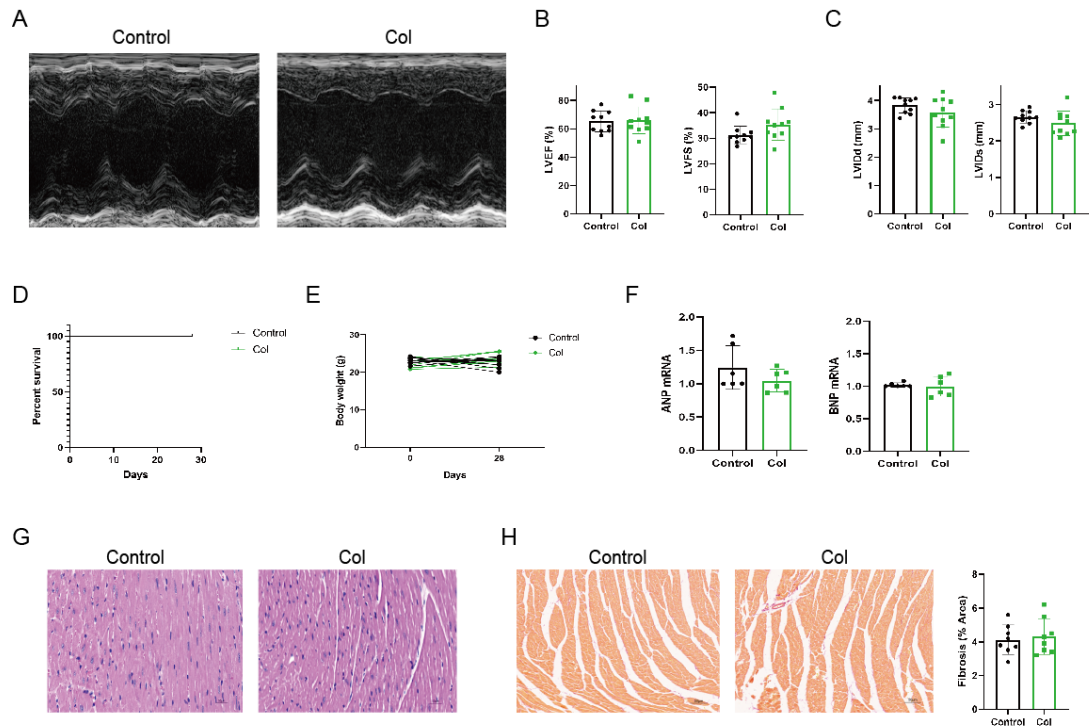 A
Control
Col
B
LVEF (%)
80
60
40
20
0
Control
Col
LVFS (%)
50
40
30
20
10
0
Control
Col
C
LVIDd (mm)
4
3
2
1
0
Control
Col
LVIDs (mm)
3
2
1
0
Control
Col
D
Percent survival
100
50
0
0
10
20
30
Days
Control
Col
E
Body weight (g)
30
20
10
0
0
28
Days
Control
Col
F
ANP mRNA
2.0
1.5
1.0
0.5
0.0
Control
Col
BNP mRNA
2.0
1.5
1.0
0.5
0.0
Control
Col
G
Control
Col
H
Control
Col
Fibrosis (% Area)
8
6
4
2
0
Control
Col